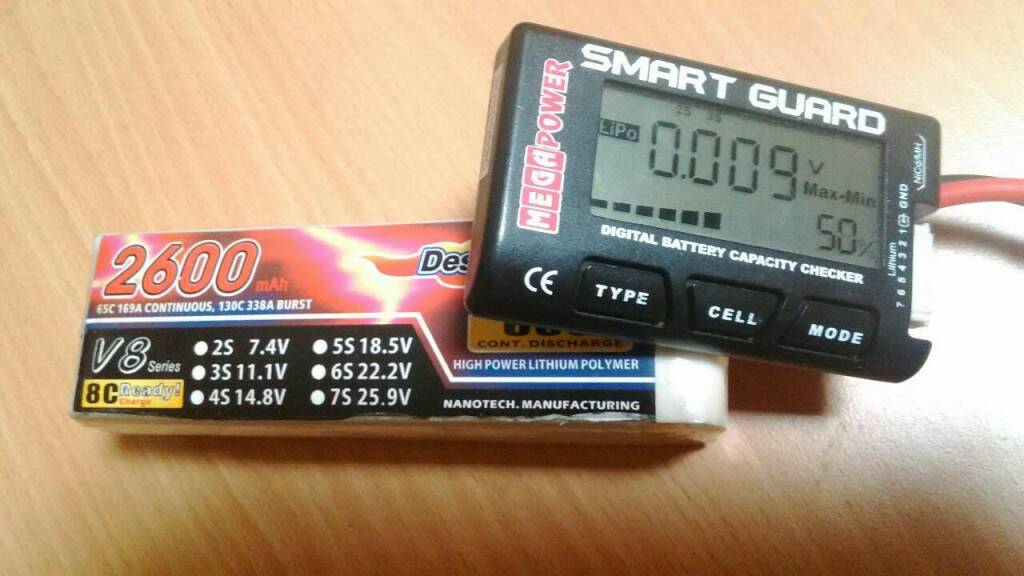 SMART GUARD
MEGA POWER
2S 3S
LiPo
0.009 V
Max-Min
50%
DIGITAL BATTERY CAPACITY CHECKER
CE
TYPE
CELL
MODE
NiCd/MH
Lithium
7 6 5 4 3 2 1 GND
2600 mAh
65C 169A CONTINUOUS, 130C 338A BURST
V8 Series
8C Ready!
Charge
2S 7.4V
3S 11.1V
4S 14.8V
5S 18.5V
6S 22.2V
7S 25.9V
CONT. DISCHARGE
HIGH POWER LITHIUM POLYMER
NANOTECH. MANUFACTURING